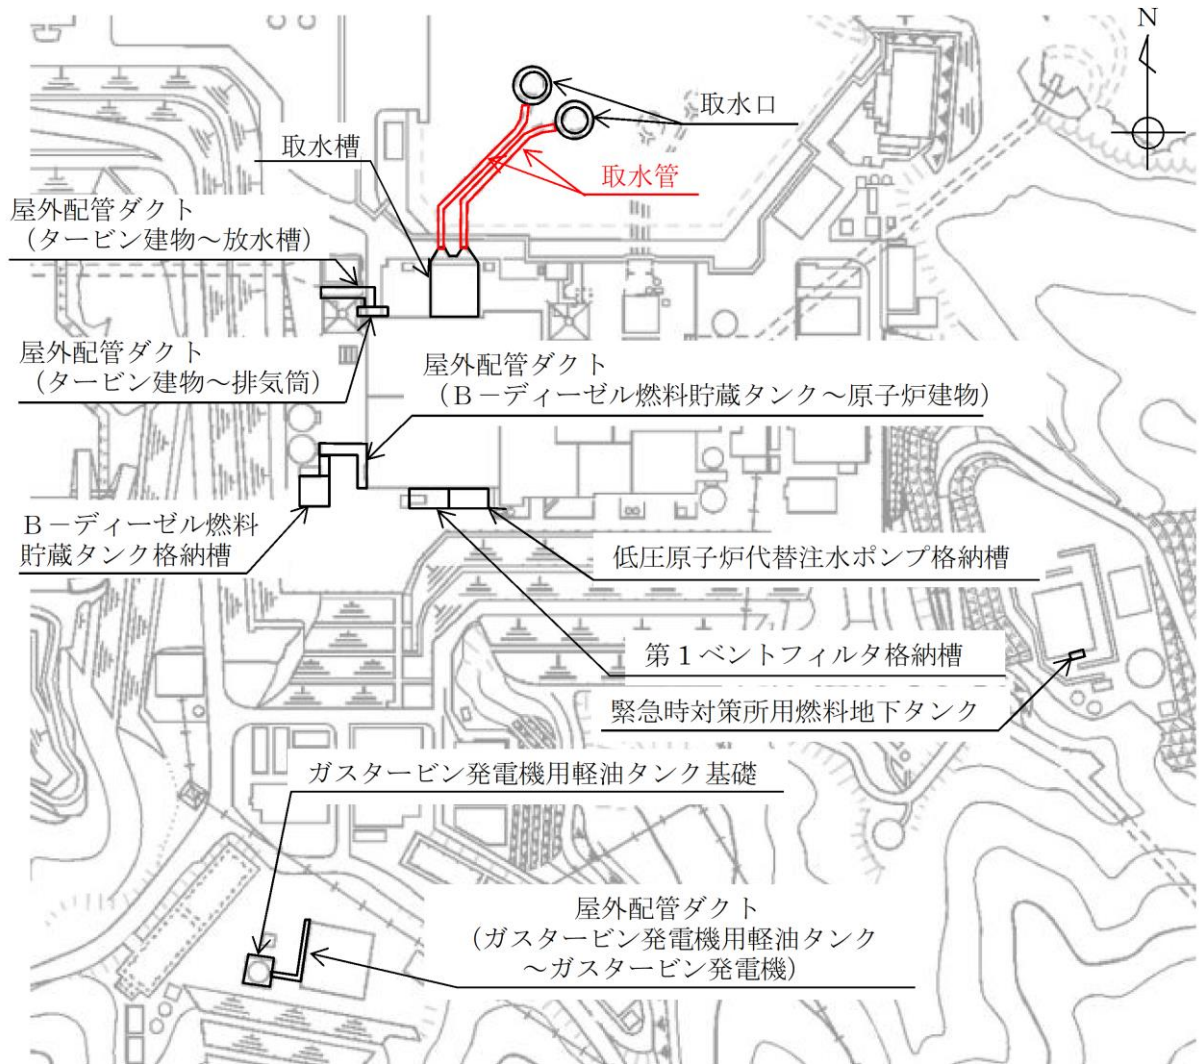 N
取水口
取水槽
取水管
屋外配管ダクト
(タービン建物～放水槽)
屋外配管ダクト
(タービン建物～排気筒)
屋外配管ダクト
(B－ディーゼル燃料貯蔵タンク～原子炉建物)
B－ディーゼル燃料
貯蔵タンク格納槽
低圧原子炉代替注水ポンプ格納槽
第1ベントフィルタ格納槽
緊急時対策所用燃料地下タンク
ガスタービン発電機用軽油タンク基礎
屋外配管ダクト
(ガスタービン発電機用軽油タンク
～ガスタービン発電機)